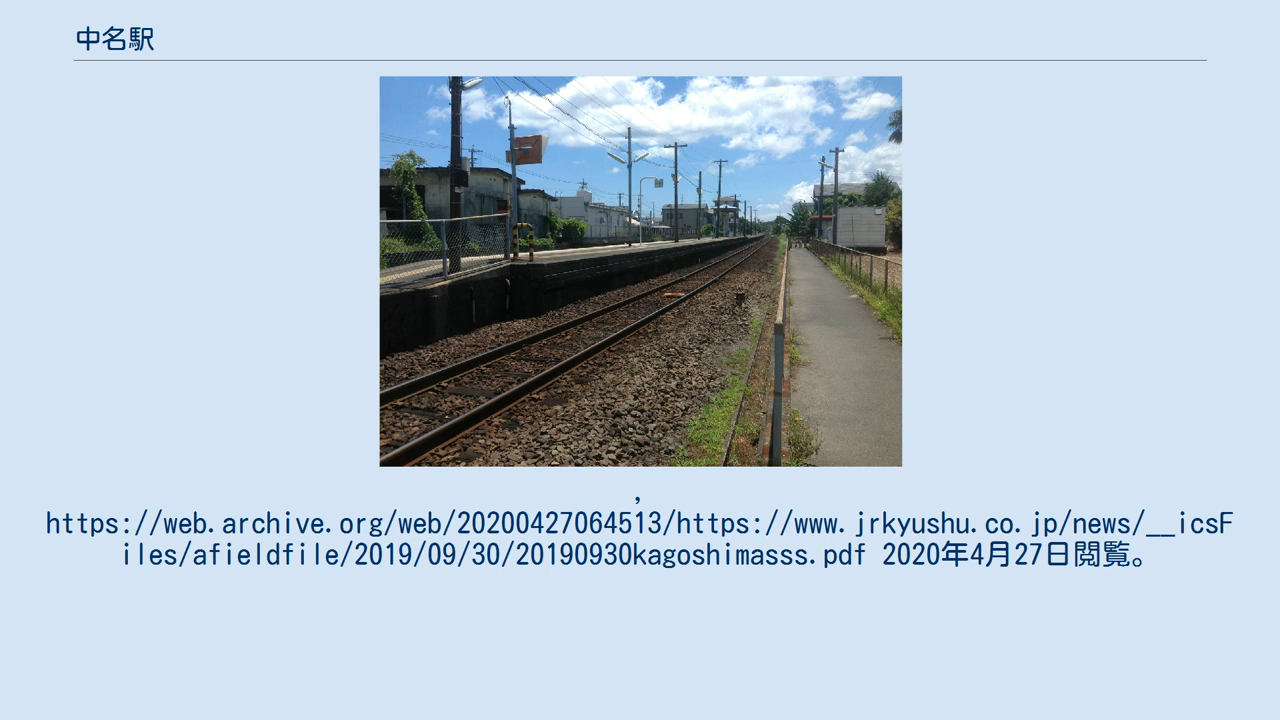 中名駅
,
https://web.archive.org/web/20200427064513/https://www.jrkyushu.co.jp/news/__icsF
iles/afieldfile/2019/09/30/20190930kagoshimasss.pdf 2020年4月27日閲覧。